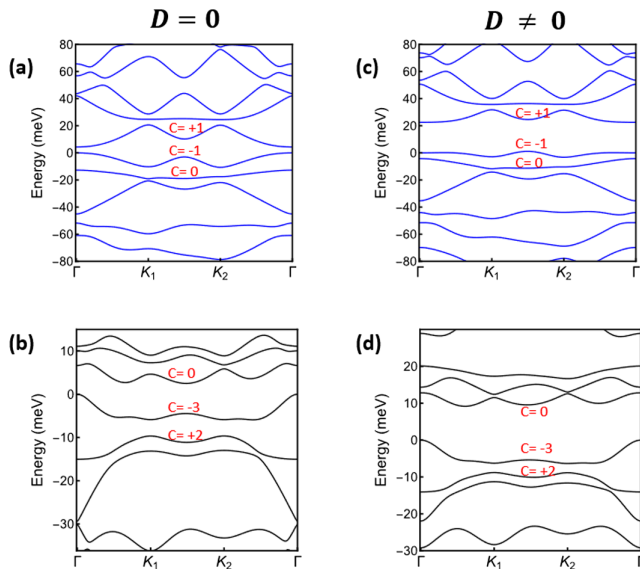 D = 0
D ≠ 0
(a)
80
60
40
20
0
−20
−40
−60
−80
Energy (meV)
C= +1
C= -1
C= 0
Γ K₁ K₂ Γ
(c)
80
60
40
20
0
−20
−40
−60
−80
Energy (meV)
C= +1
C= -1
C= 0
Γ K₁ K₂ Γ
(b)
10
0
−10
−20
−30
Energy (meV)
C= 0
C= -3
C= +2
Γ K₁ K₂ Γ
(d)
30
20
10
0
−10
−20
−30
Energy (meV)
C= 0
C= -3
C= +2
Γ K₁ K₂ Γ